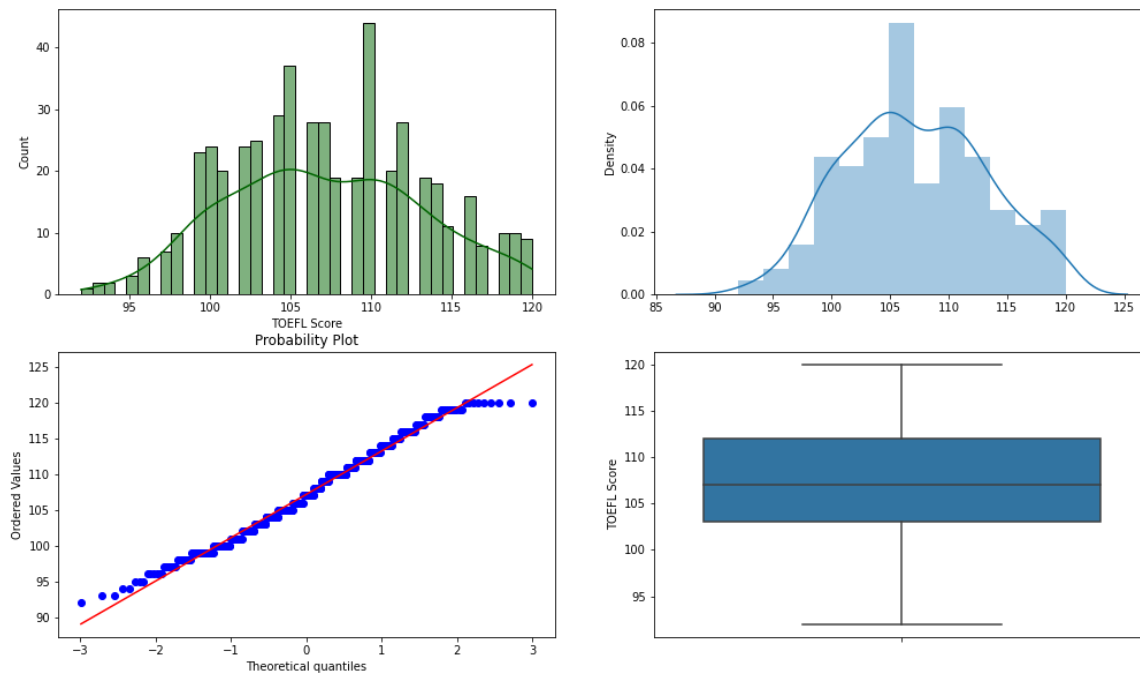 40
30
20
10
0
Count
95 100 105 110 115 120
TOEFL Score
0.08
0.06
0.04
0.02
0.00
Density
85 90 95 100 105 110 115 120 125
Probability Plot
125
120
115
110
105
100
95
90
Ordered Values
−3 −2 −1 0 1 2 3
Theoretical quantiles
120
115
110
105
100
95
TOEFL Score